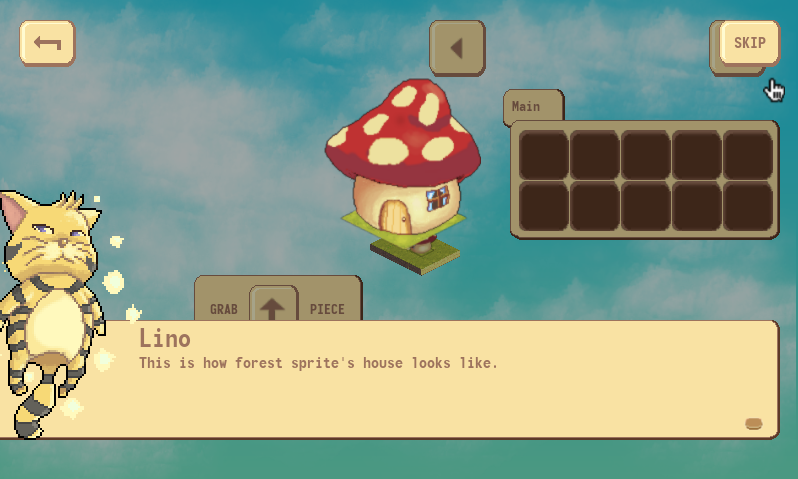 SKIP
Main
GRAB
PIECE
Lino
This is how forest sprite's house looks like.